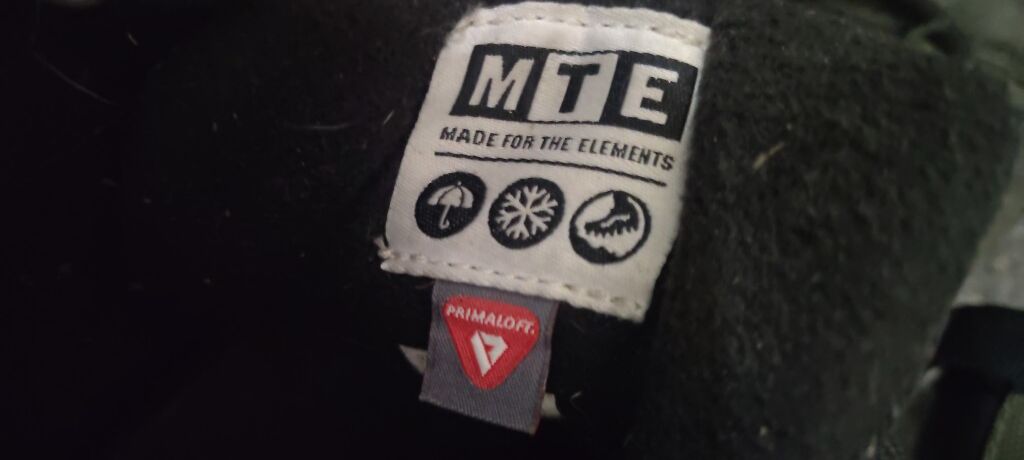 MTE
MADE FOR THE ELEMENTS
PRIMALOFT.